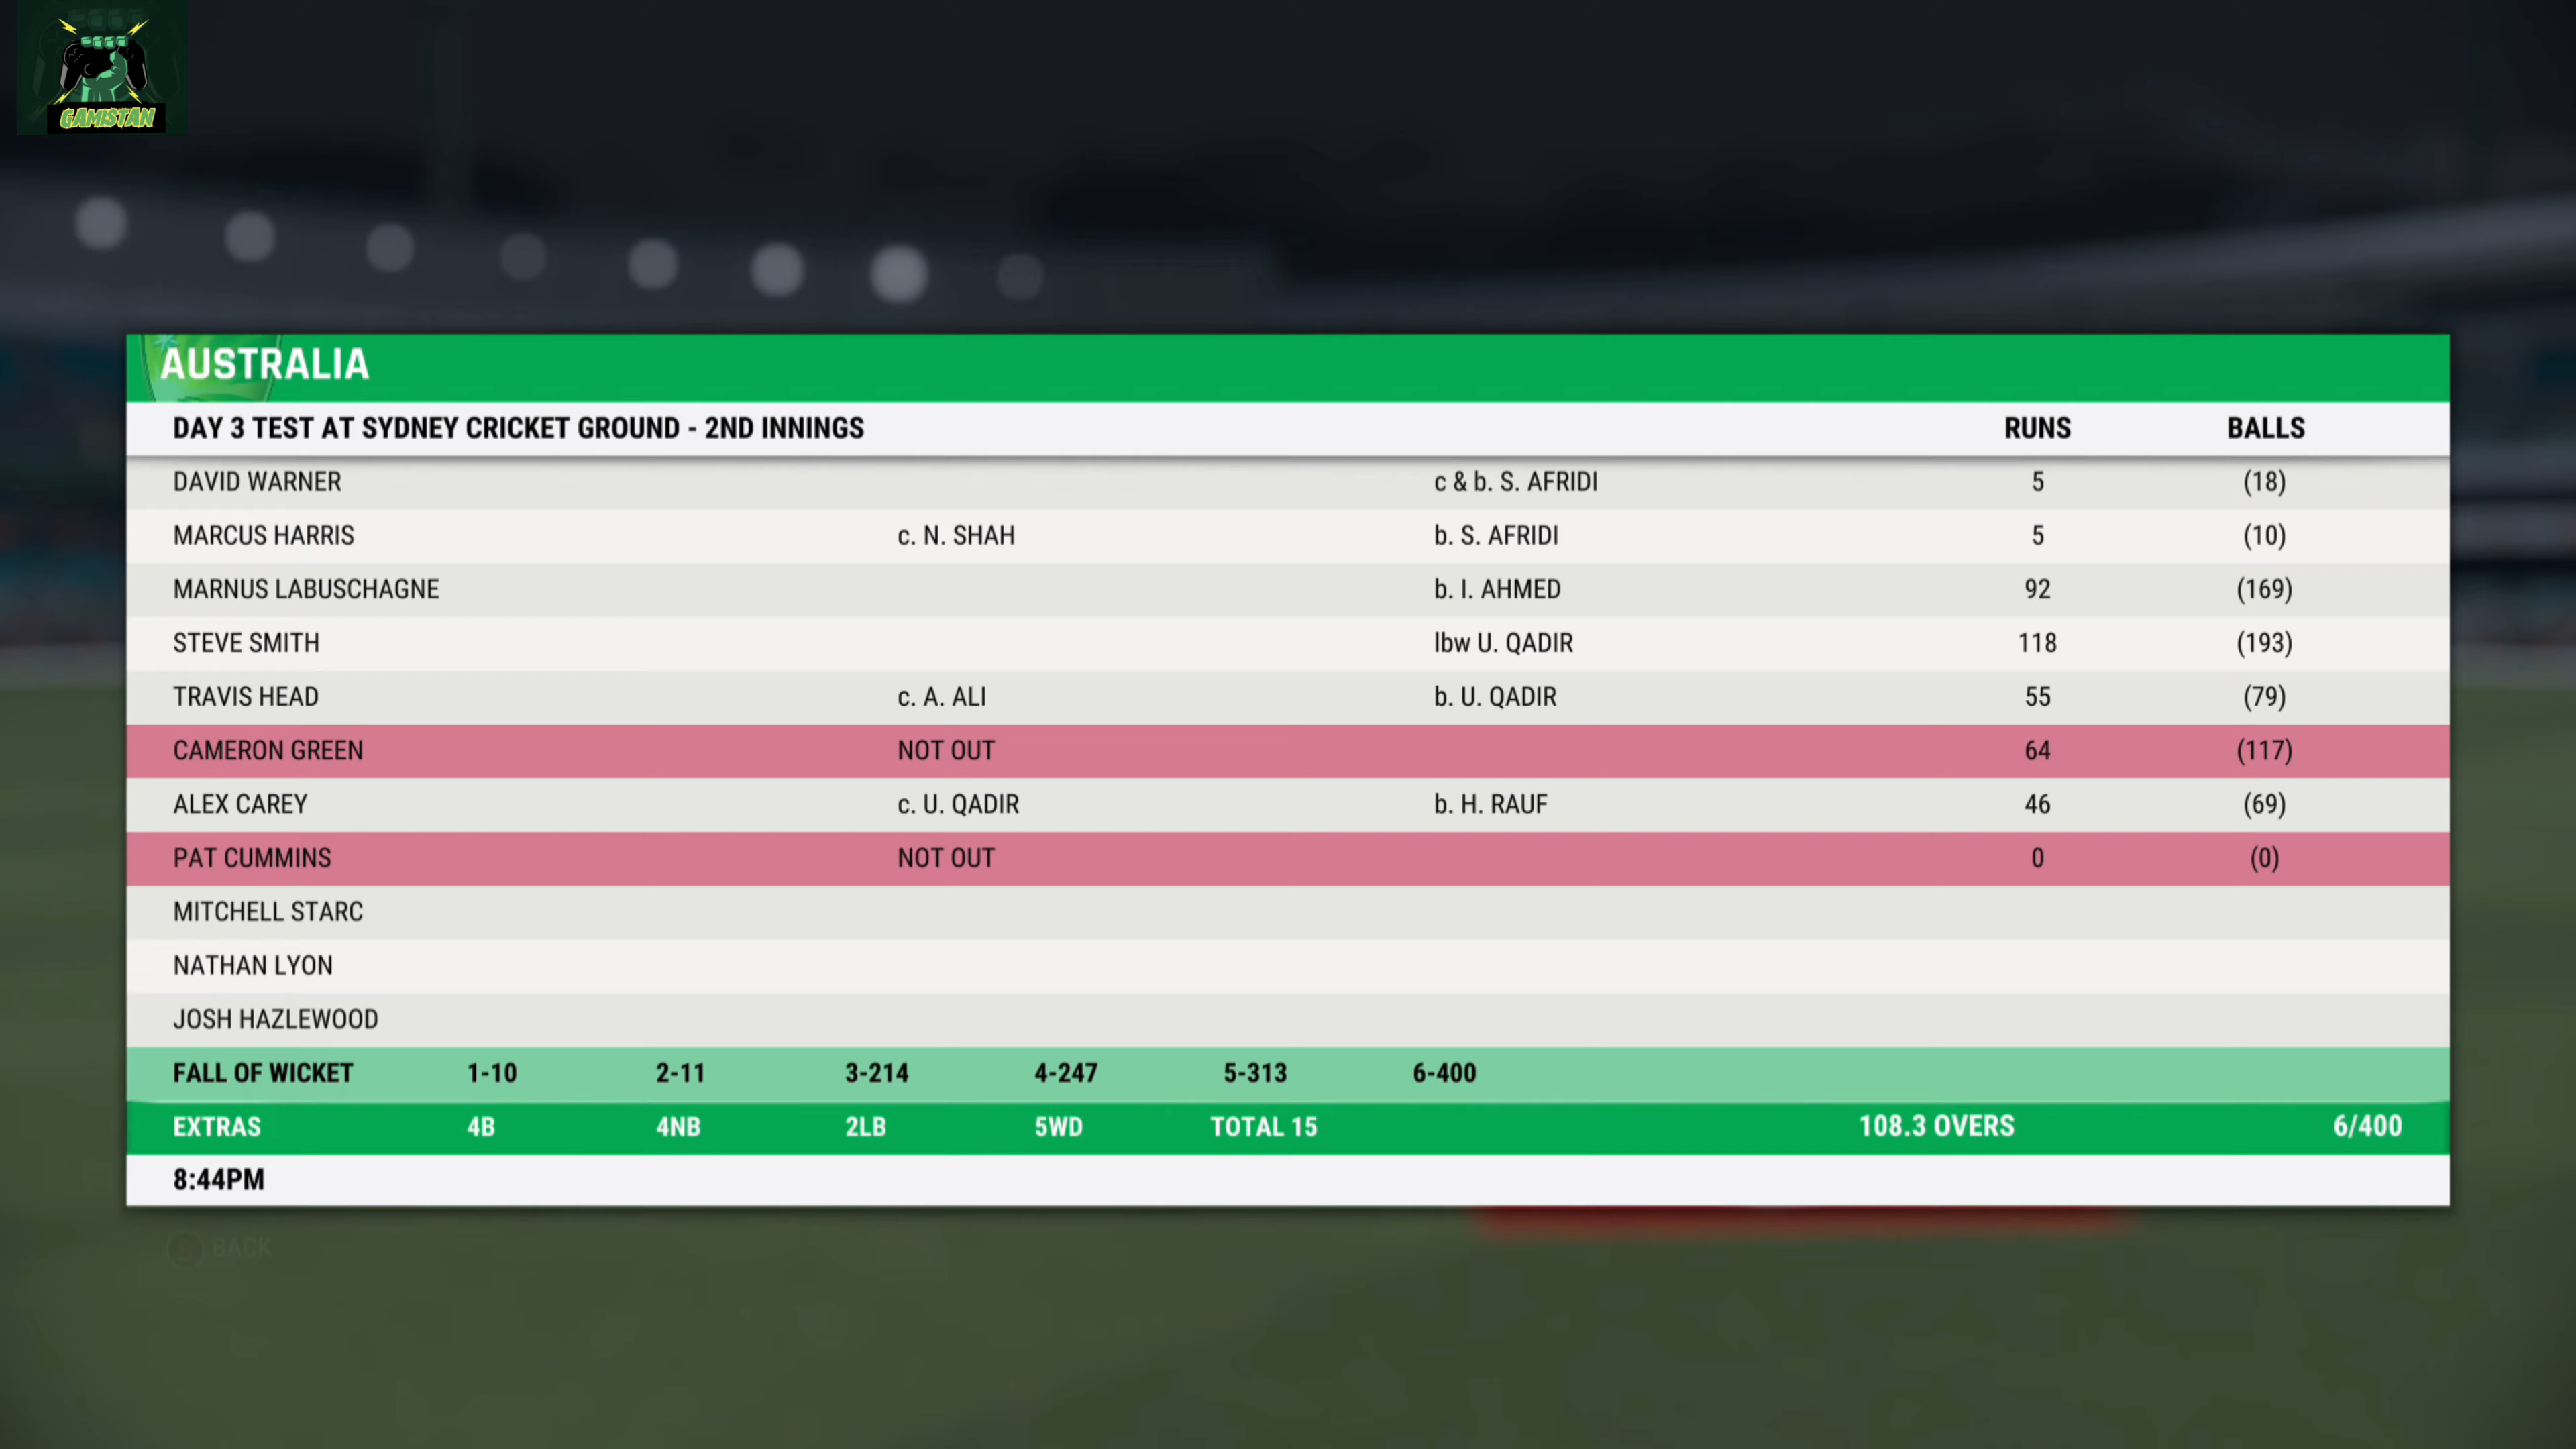 GAMISTAN
AUSTRALIA
DAY 3 TEST AT SYDNEY CRICKET GROUND - 2ND INNINGS RUNS BALLS
DAVID WARNER c & b. S. AFRIDI 5 (18)
MARCUS HARRIS c. N. SHAH b. S. AFRIDI 5 (10)
MARNUS LABUSCHAGNE b. I. AHMED 92 (169)
STEVE SMITH lbw U. QADIR 118 (193)
TRAVIS HEAD c. A. ALI b. U. QADIR 55 (79)
CAMERON GREEN NOT OUT 64 (117)
ALEX CAREY c. U. QADIR b. H. RAUF 46 (69)
PAT CUMMINS NOT OUT 0 (0)
MITCHELL STARC
NATHAN LYON
JOSH HAZLEWOOD
FALL OF WICKET 1-10 2-11 3-214 4-247 5-313 6-400
EXTRAS 4B 4NB 2LB 5WD TOTAL 15 108.3 OVERS 6/400
8:44PM
BACK